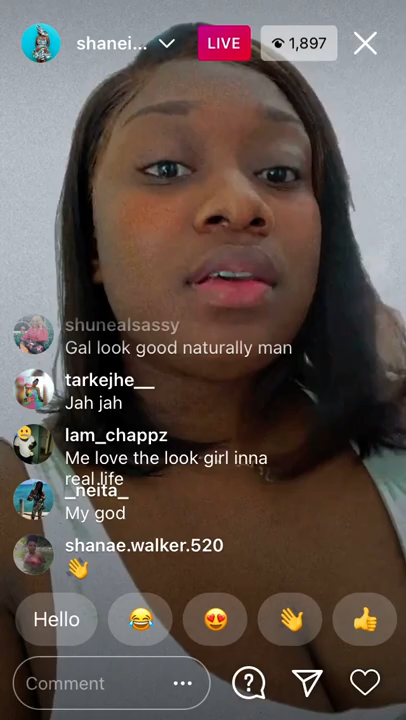 shanei...
LIVE
1,897
shunealsassy
Gal look good naturally man
tarkejhe__
Jah jah
Iam_chappz
Me love the look girl inna
real life
_neita_
My god
shanae.walker.520
👋
Hello
😂
😍
👋
👍
Comment